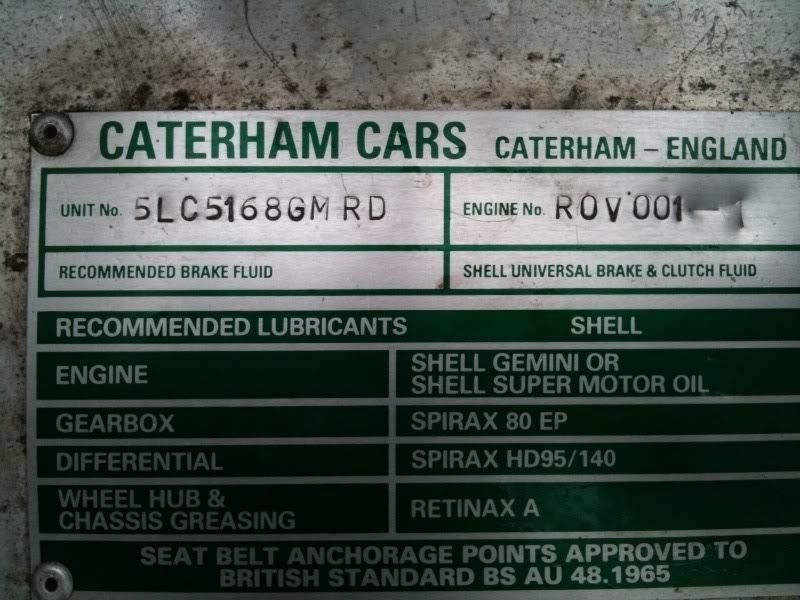 CATERHAM CARS CATERHAM – ENGLAND
UNIT No. 5LC5168GMRD ENGINE No. ROV001
RECOMMENDED BRAKE FLUID SHELL UNIVERSAL BRAKE & CLUTCH FLUID
RECOMMENDED LUBRICANTS SHELL
ENGINE SHELL GEMINI OR
SHELL SUPER MOTOR OIL
GEARBOX SPIRAX 80 EP
DIFFERENTIAL SPIRAX HD95/140
WHEEL HUB &
CHASSIS GREASING RETINAX A
SEAT BELT ANCHORAGE POINTS APPROVED TO
BRITISH STANDARD BS AU 48.1965